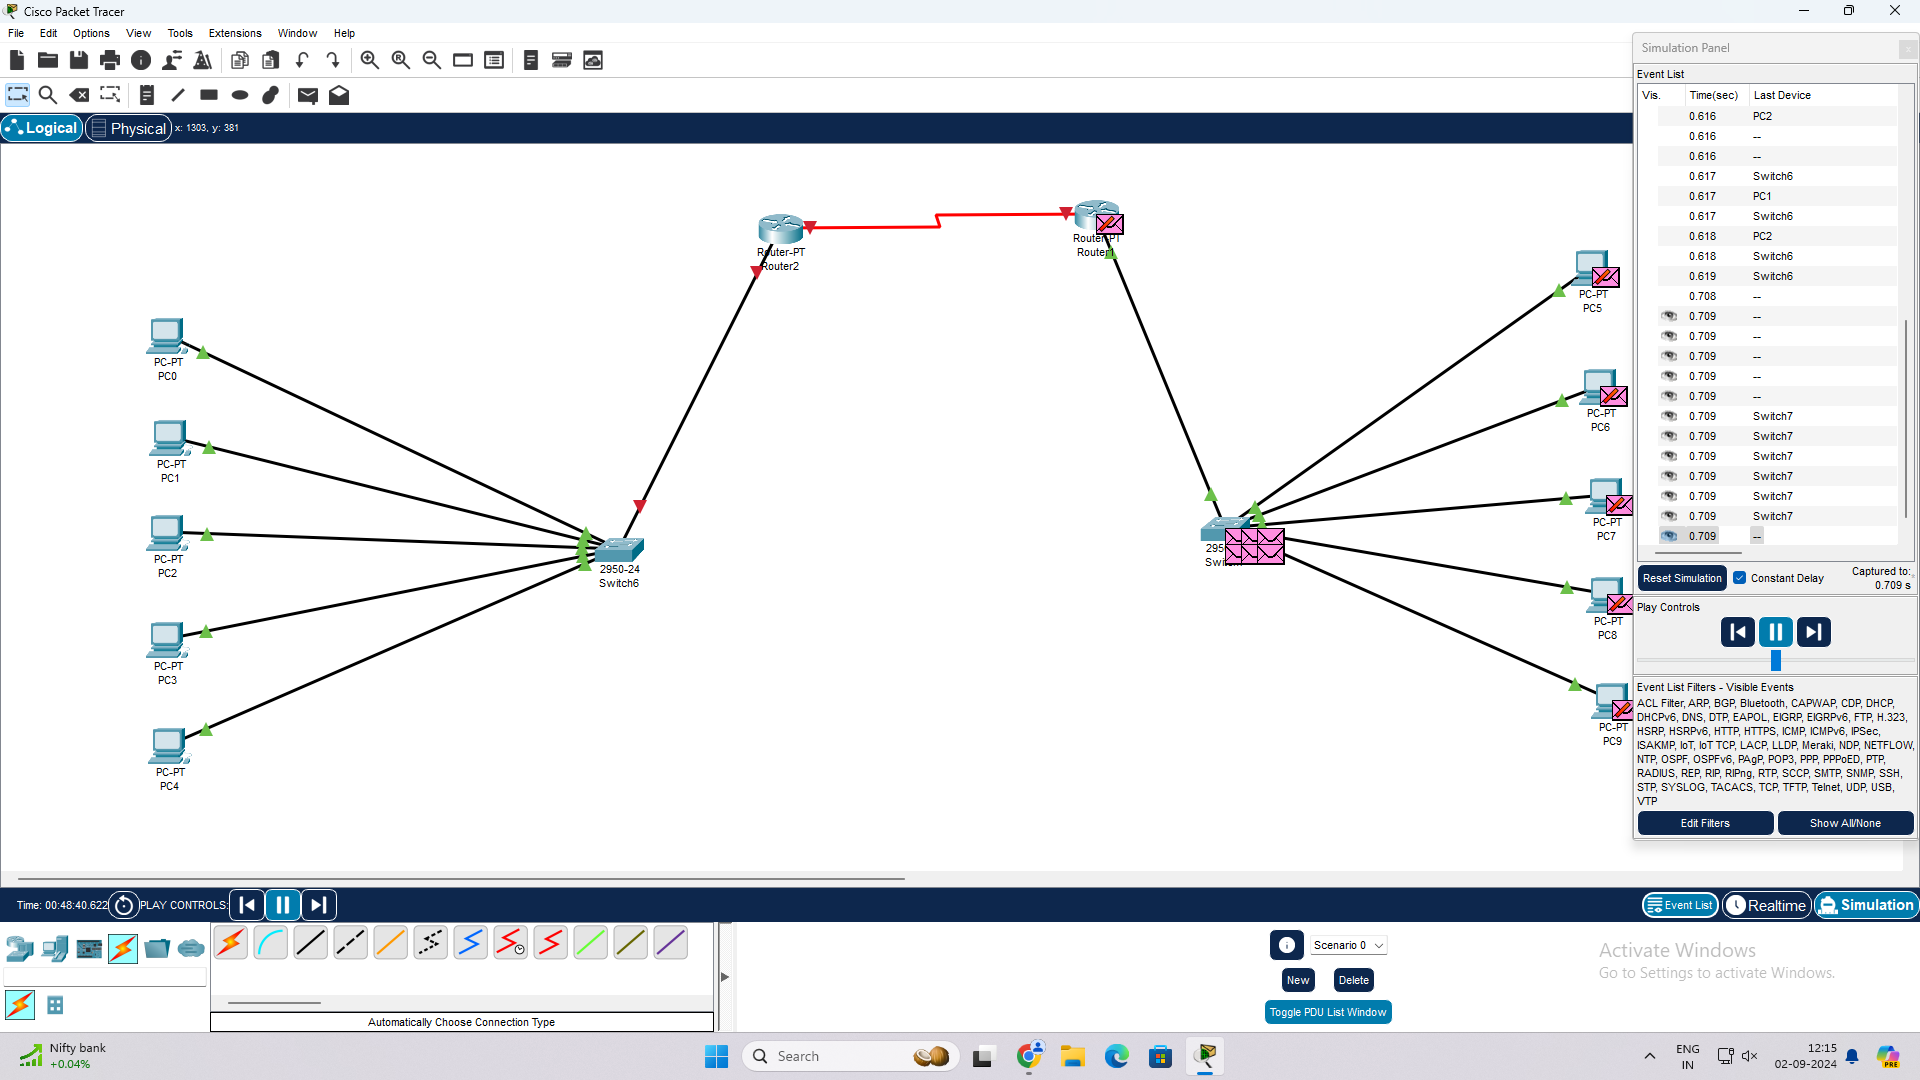 Cisco Packet Tracer
File Edit Options View Tools Extensions Window Help
Logical Physical x: 1303, y: 381
Router-PT
Router2
Router-PT
Router1
PC-PT
PC0
PC-PT
PC1
PC-PT
PC2
PC-PT
PC3
PC-PT
PC4
2950-24
Switch6
PC-PT
PC5
PC-PT
PC6
PC-PT
PC7
PC-PT
PC8
PC-PT
PC9
Simulation Panel
Event List
Vis. Time(sec) Last Device
0.616 PC2
0.616 --
0.616 --
0.617 Switch6
0.617 PC1
0.617 Switch6
0.618 PC2
0.618 Switch6
0.619 Switch6
0.708 --
0.709 --
0.709 --
0.709 --
0.709 --
0.709 --
0.709 Switch7
0.709 Switch7
0.709 Switch7
0.709 Switch7
0.709 Switch7
0.709 Switch7
0.709 --
Reset Simulation Constant Delay Captured to:
0.709 s
Play Controls
Event List Filters - Visible Events
ACL Filter, ARP, BGP, Bluetooth, CAPWAP, CDP, DHCP,
DHCPv6, DNS, DTP, EAPOL, EIGRP, EIGRPv6, FTP, H.323,
HSRP, HSRPv6, HTTP, HTTPS, ICMP, ICMPv6, IPSec,
ISAKMP, IoT, IoT TCP, LACP, LLDP, Meraki, NDP, NETFLOW,
NTP, OSPF, OSPFv6, PAgP, POP3, PPP, PPPoED, PTP,
RADIUS, REP, RIP, RIPng, RTP, SCCP, SMTP, SNMP, SSH,
STP, SYSLOG, TACACS, TCP, TFTP, Telnet, UDP, USB,
VTP
Edit Filters Show All/None
Time: 00:48:40.622 PLAY CONTROLS:
Event List Realtime Simulation
Scenario 0
New Delete
Toggle PDU List Window
Automatically Choose Connection Type
Activate Windows
Go to Settings to activate Windows.
Nifty bank
+0.04%
Search
ENG
IN
12:15
02-09-2024
PRE